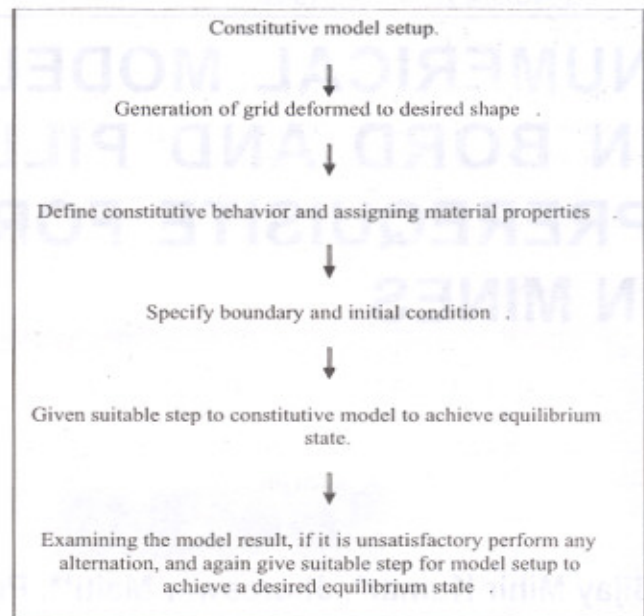 Constitutive model setup.
Generation of grid deformed to desired shape .
Define constitutive behavior and assigning material properties .
Specify boundary and initial condition .
Given suitable step to constitutive model to achieve equilibrium
state.
Examining the model result, if it is unsatisfactory perform any
alternation, and again give suitable step for model setup to
achieve a desired equilibrium state .